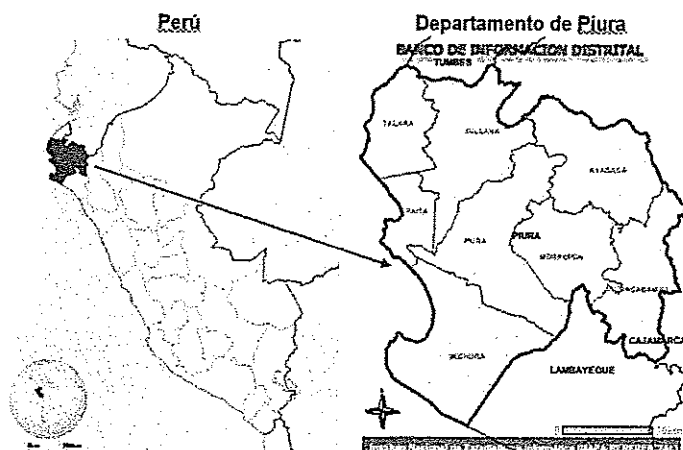 Perú
Departamento de Piura
BANCO DE INFORMACION DISTRITAL
TUMBES
TALARA
SULLANA
AYABACA
PAITA
PIURA
PIURA
MORROPON
HUANCABAMBA
CAJAMARCA
SECHURA
LAMBAYEQUE